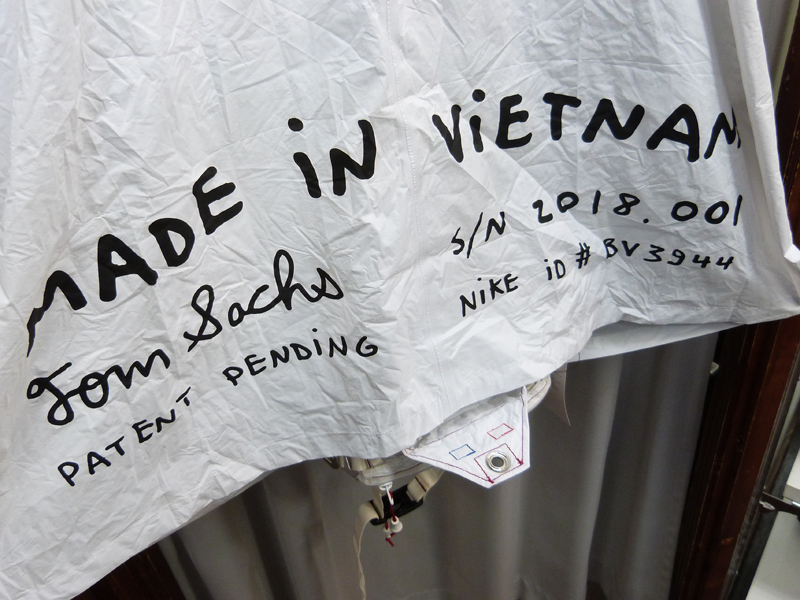 MADE iN ViETNAM
Tom Sachs
S/N 2018.001
PATENT PENDiNG
NiKE iD # BV3944